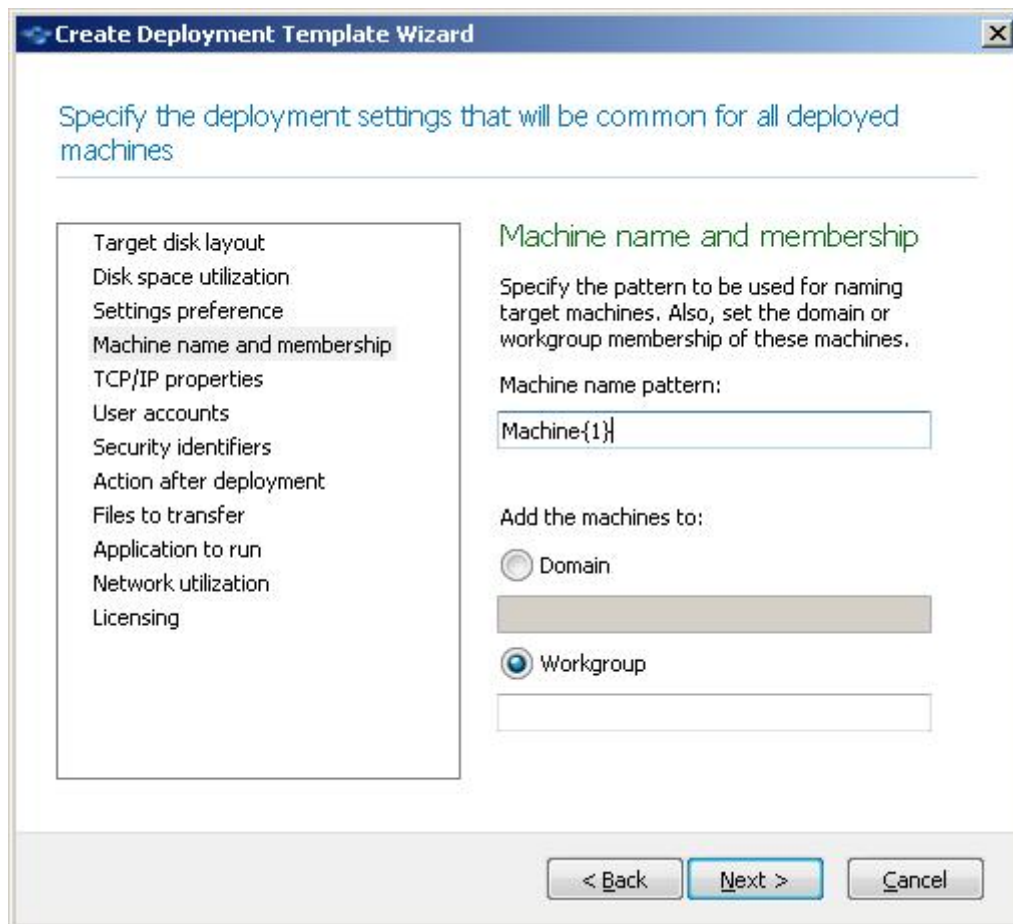 Create Deployment Template Wizard
Specify the deployment settings that will be common for all deployed
machines
Target disk layout
Disk space utilization
Settings preference
Machine name and membership
TCP/IP properties
User accounts
Security identifiers
Action after deployment
Files to transfer
Application to run
Network utilization
Licensing
Machine name and membership
Specify the pattern to be used for naming
target machines. Also, set the domain or
workgroup membership of these machines.
Machine name pattern:
Machine-{1}
Add the machines to:
Domain
Workgroup
< Back
Next >
Cancel